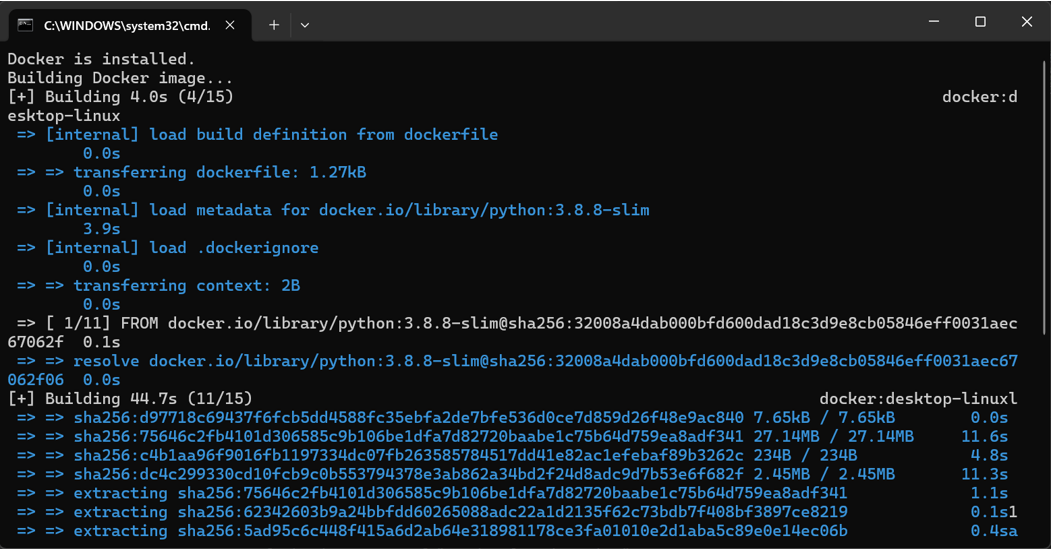 C:\WINDOWS\system32\cmd.
Docker is installed.
Building Docker image...
[+] Building 4.0s (4/15) docker:d
esktop-linux
=> [internal] load build definition from dockerfile
0.0s
=> => transferring dockerfile: 1.27kB
0.0s
=> [internal] load metadata for docker.io/library/python:3.8.8-slim
3.9s
=> [internal] load .dockerignore
0.0s
=> => transferring context: 2B
0.0s
=> [ 1/11] FROM docker.io/library/python:3.8.8-slim@sha256:32008a4dab000bfd600dad18c3d9e8cb05846eff0031aec
67062f 0.1s
=> => resolve docker.io/library/python:3.8.8-slim@sha256:32008a4dab000bfd600dad18c3d9e8cb05846eff0031aec67
062f06 0.0s
[+] Building 44.7s (11/15) docker:desktop-linuxl
=> => sha256:d97718c69437f6fcb5dd4588fc35ebfa2de7bfe536d0ce7d859d26f48e9ac840 7.65kB / 7.65kB 0.0s
=> => sha256:75646c2fb4101d306585c9b106be1dfa7d82720baabe1c75b64d759ea8adf341 27.14MB / 27.14MB 11.6s
=> => sha256:c4b1aa96f9016fb1197334dc07fb263585784517dd41e82ac1efebaf89b3262c 234B / 234B 4.8s
=> => sha256:dc4c299330cd10fcb9c0b553794378e3ab862a34bd2f24d8adc9d7b53e6f682f 2.45MB / 2.45MB 11.3s
=> => extracting sha256:75646c2fb4101d306585c9b106be1dfa7d82720baabe1c75b64d759ea8adf341 1.1s
=> => extracting sha256:62342603b9a24bbfdd60265088adc22a1d2135f62c73bdb7f408bf3897ce8219 0.1s1
=> => extracting sha256:5ad95c6c448f415a6d2ab64e318981178ce3fa01010e2d1aba5c89e0e14ec06b 0.4sa